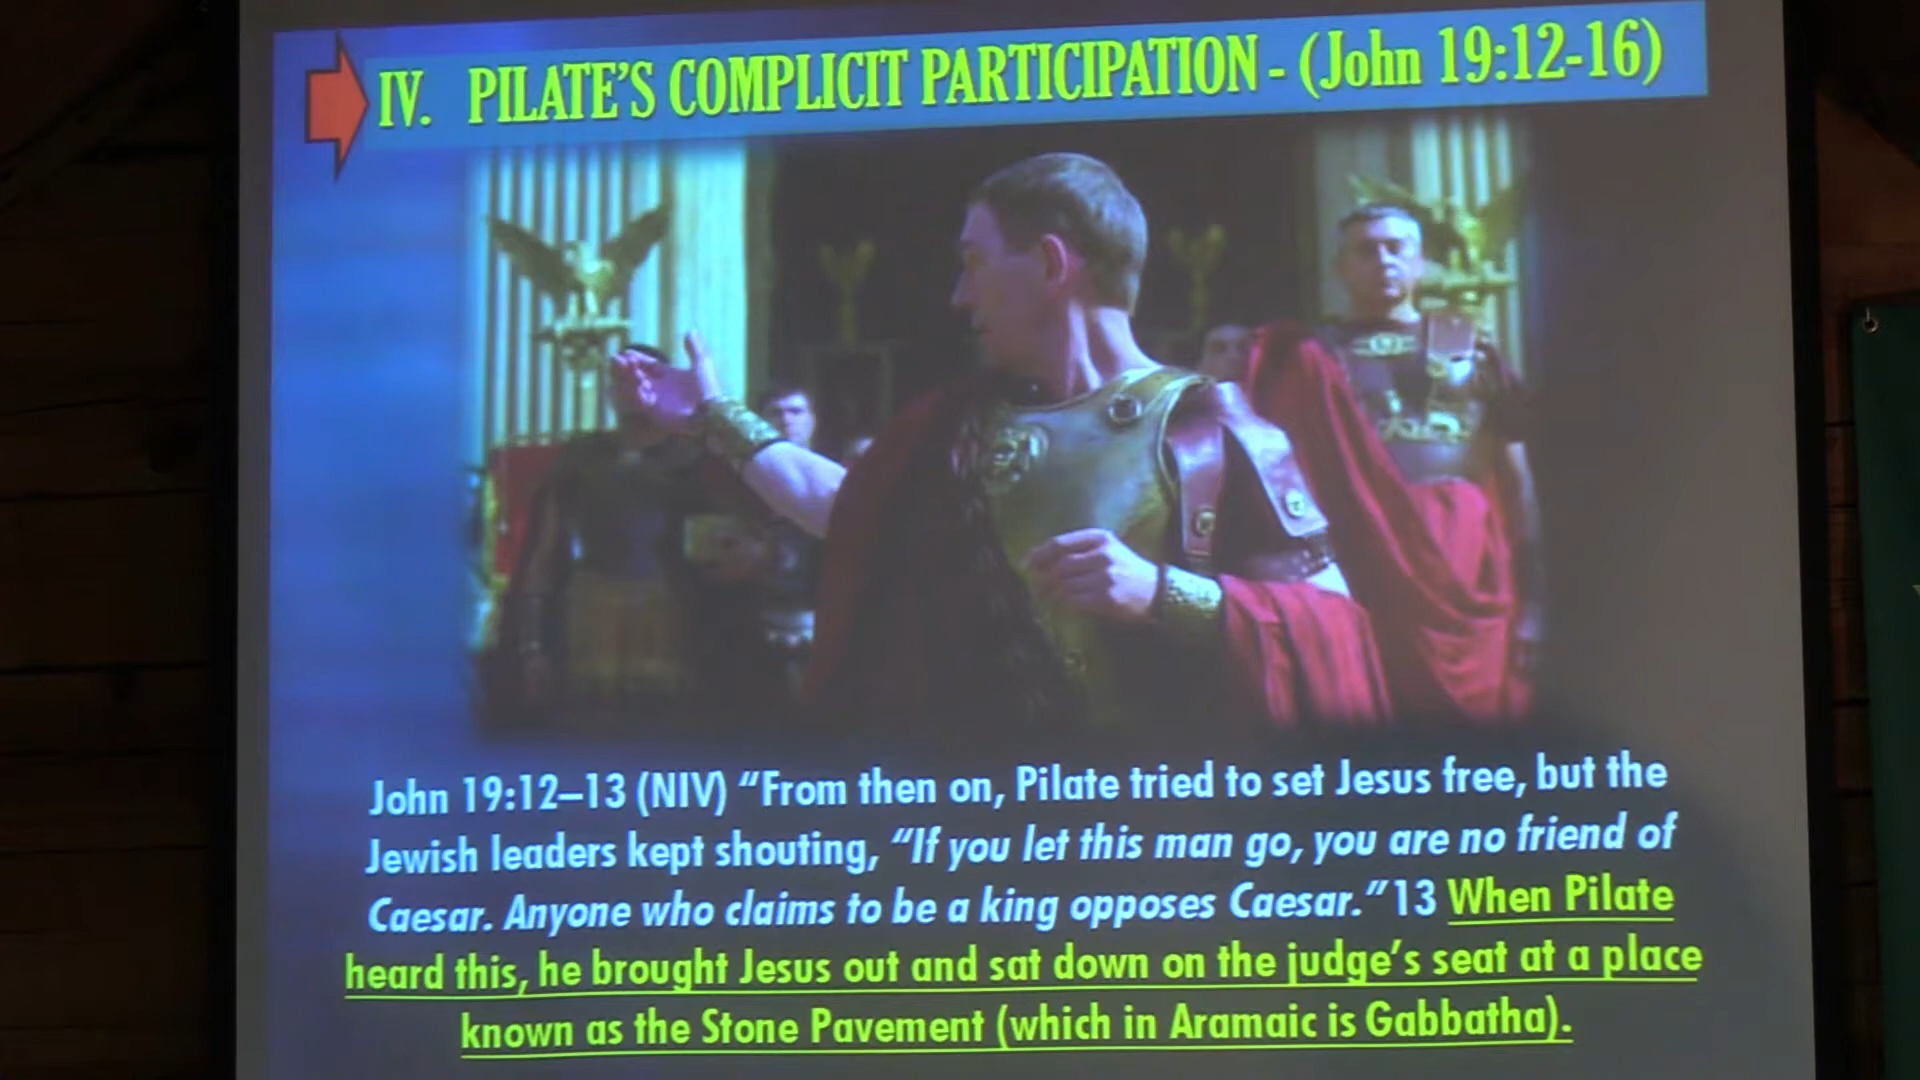 IV. PILATE'S COMPLICIT PARTICIPATION - (John 19:12-16)
John 19:12–13 (NIV) “From then on, Pilate tried to set Jesus free, but the
Jewish leaders kept shouting, “If you let this man go, you are no friend of
Caesar. Anyone who claims to be a king opposes Caesar.”13 When Pilate
heard this, he brought Jesus out and sat down on the judge’s seat at a place
known as the Stone Pavement (which in Aramaic is Gabbatha).